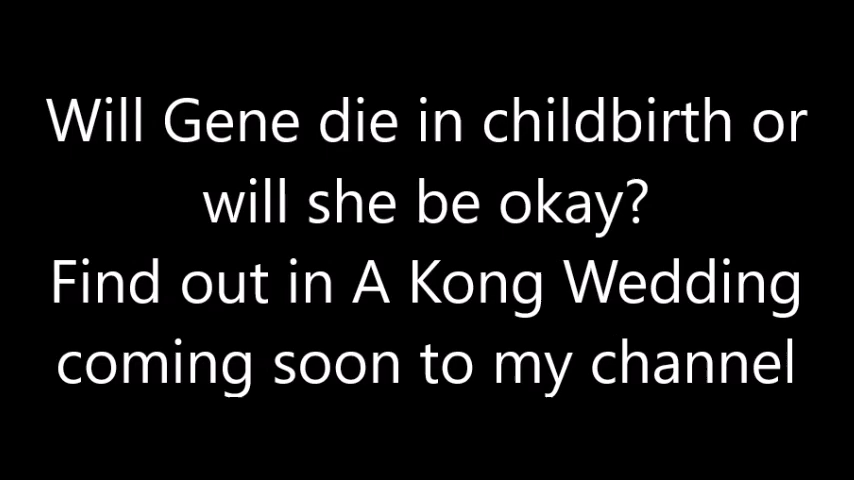 Will Gene die in childbirth or
will she be okay?
Find out in A Kong Wedding
coming soon to my channel